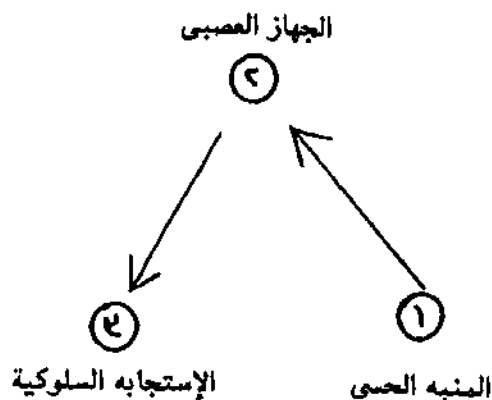 الجهاز العصبى
٢
١
٣
المنبه الحسى
الإستجابه السلوكية